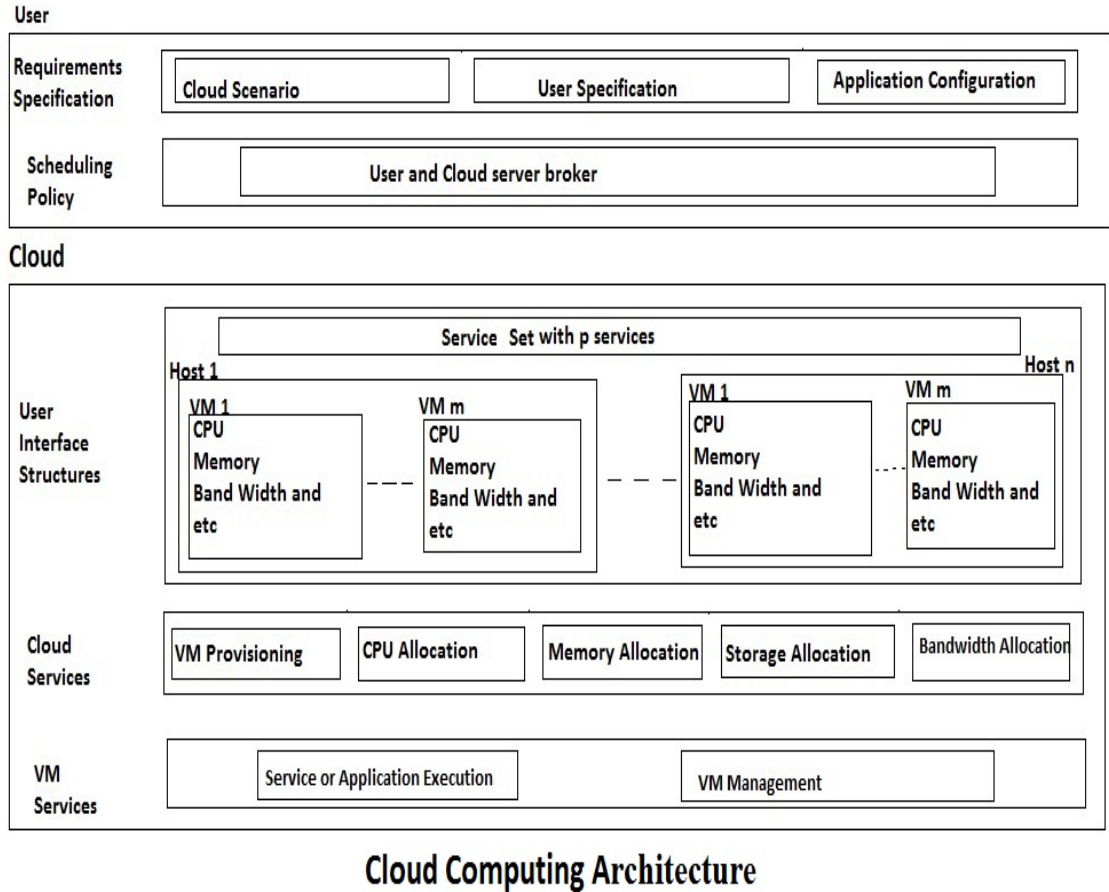 User
Requirements
Specification
Cloud Scenario
User Specification
Application Configuration
Scheduling
Policy
User and Cloud server broker
Cloud
User
Interface
Structures
Service Set with p services
Host 1
VM 1
CPU
Memory
Band Width and
etc
VM m
CPU
Memory
Band Width and
etc
Host n
VM 1
CPU
Memory
Band Width and
etc
VM m
CPU
Memory
Band Width and
etc
Cloud
Services
VM Provisioning
CPU Allocation
Memory Allocation
Storage Allocation
Bandwidth Allocation
VM
Services
Service or Application Execution
VM Management
Cloud Computing Architecture